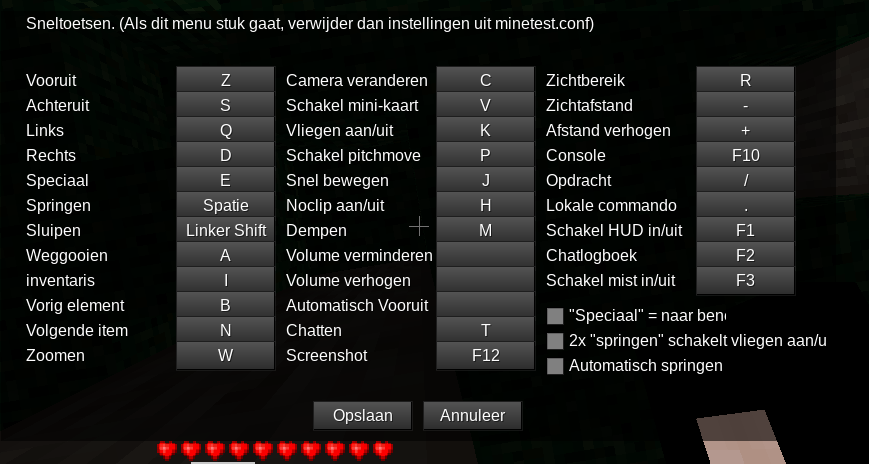 Sneltoetsen. (Als dit menu stuk gaat, verwijder dan instellingen uit minetest.conf)
Vooruit Z Camera veranderen C Zichtbereik R
Achteruit S Schakel mini-kaart V Zichtafstand -
Links Q Vliegen aan/uit K Afstand verhogen +
Rechts D Schakel pitchmove P Console F10
Speciaal E Snel bewegen J Opdracht /
Springen Spatie Noclip aan/uit H Lokale commando .
Sluipen Linker Shift Dempen M Schakel HUD in/uit F1
Weggooien A Volume verminderen Chatlogboek F2
inventaris I Volume verhogen Schakel mist in/uit F3
Vorig element B Automatisch Vooruit
"Speciaal" = naar ben
Volgende item N Chatten T
2x "springen" schakelt vliegen aan/u
Zoomen W Screenshot F12
Automatisch springen
Opslaan Annuleer